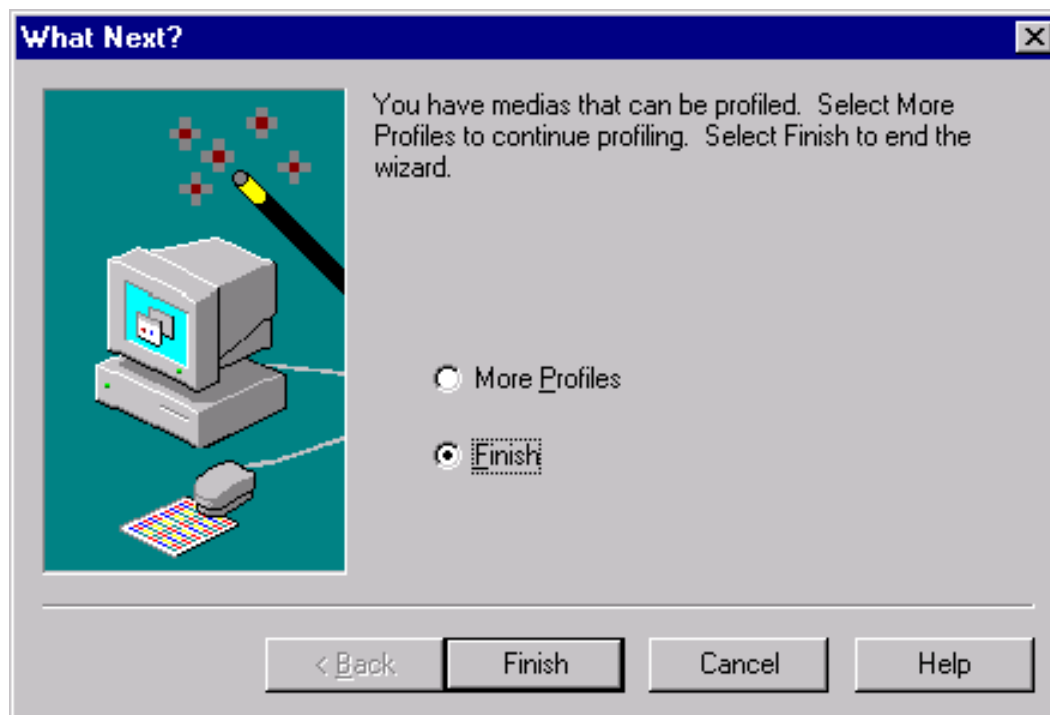 What Next?
You have medias that can be profiled.  Select More
Profiles to continue profiling.  Select Finish to end the
wizard.
More Profiles
Finish
< Back
Finish
Cancel
Help